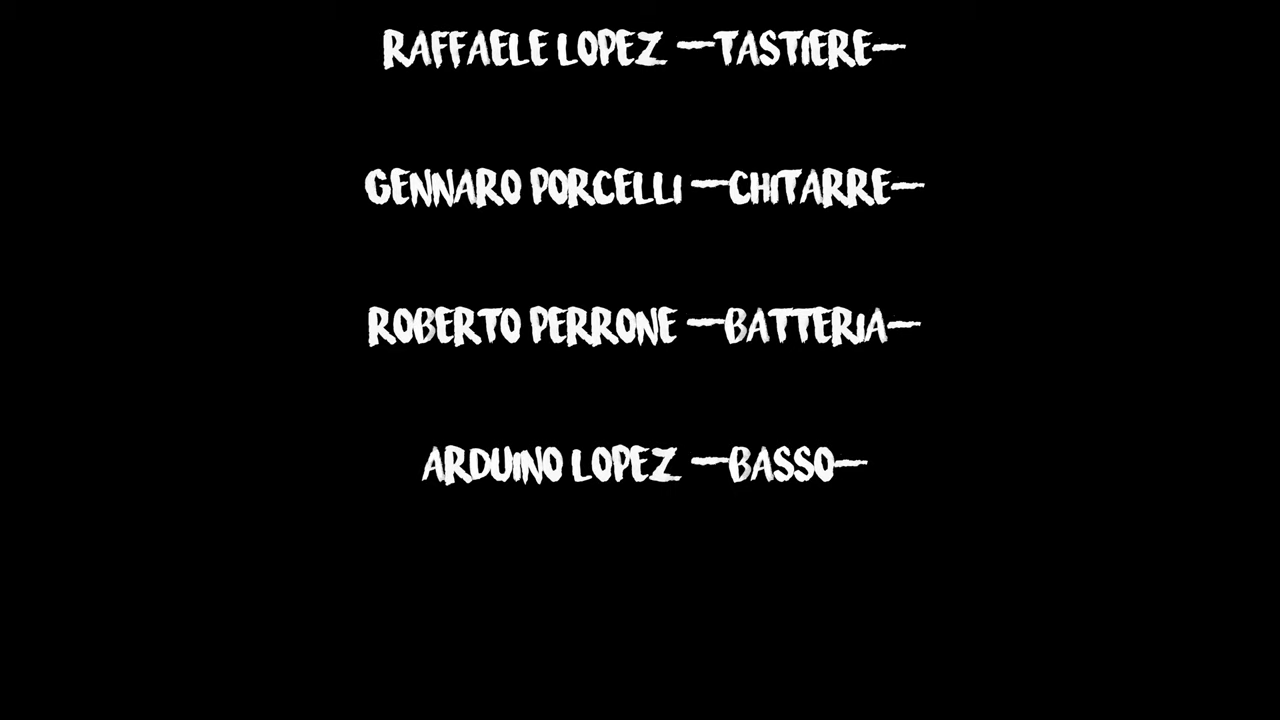 RAFFAELE LOPEZ —TASTIERE—
GENNARO PORCELLI —CHITARRE—
ROBERTO PERRONE —BATTERIA—
ARDUINO LOPEZ —BASSO—